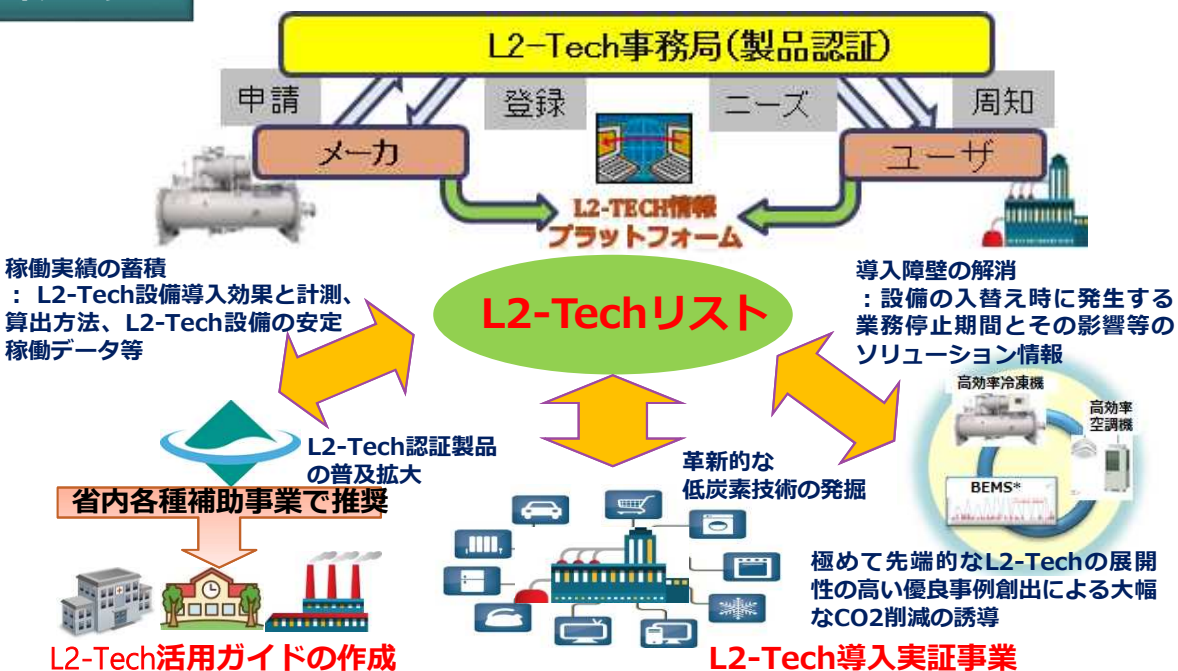 L2-Tech事務局(製品認証)
申請
登録
ニーズ
周知
メーカ
ユーザ
L2-TECH情報
プラットフォーム
稼働実績の蓄積
： L2-Tech設備導入効果と計測、
算出方法、L2-Tech設備の安定
稼働データ等
L2-Techリスト
導入障壁の解消
：設備の入替え時に発生する
業務停止期間とその影響等の
ソリューション情報
高効率冷凍機
高効率
空調機
BEMS*
L2-Tech認証製品
の普及拡大
革新的な
低炭素技術の発掘
省内各種補助事業で推奨
極めて先端的なL2-Techの展開
性の高い優良事例創出による大幅
なCO2削減の誘導
L2-Tech活用ガイドの作成
L2-Tech導入実証事業